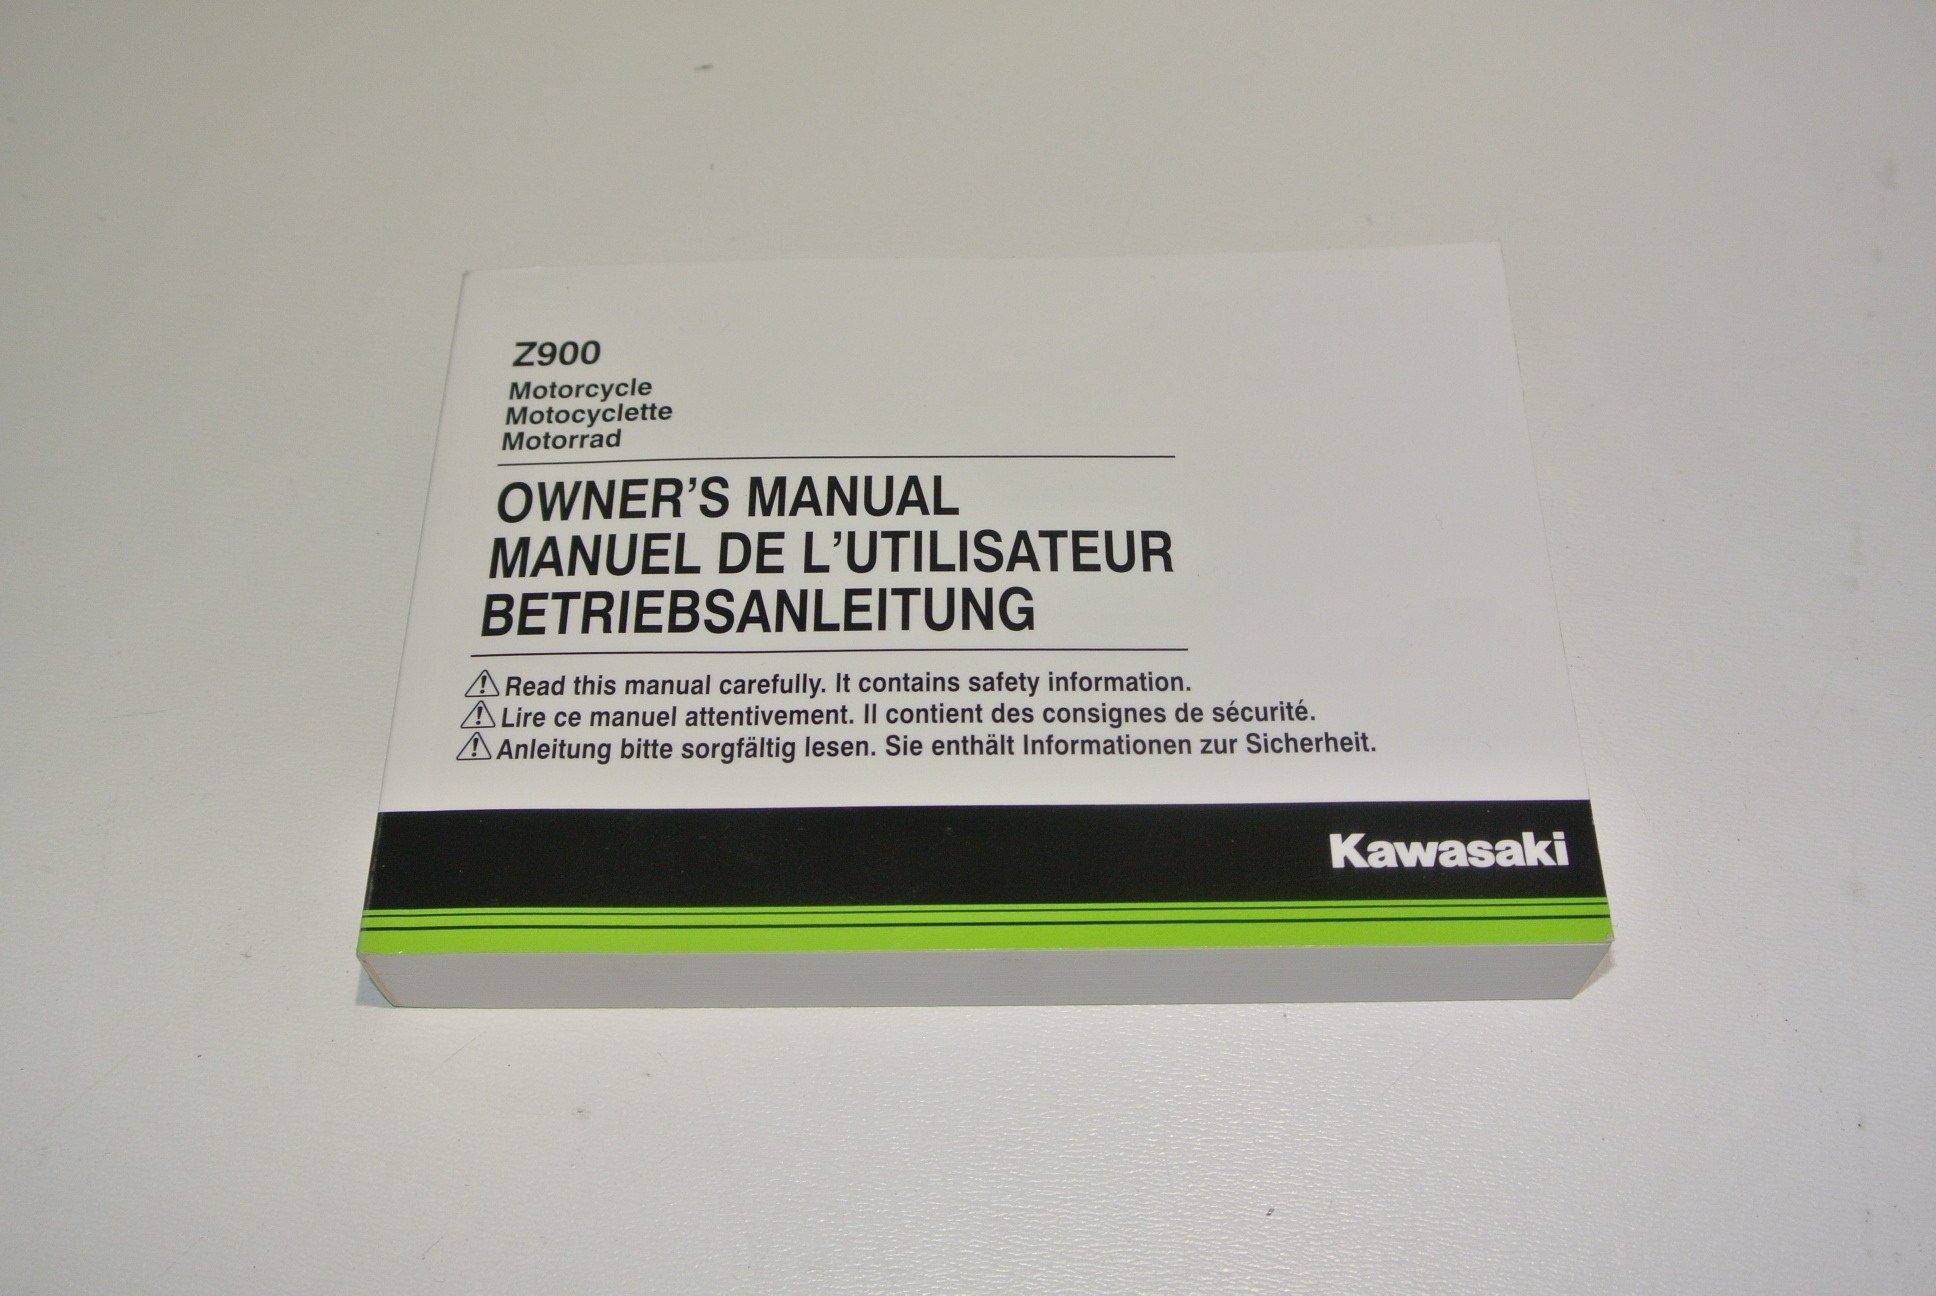 Z900
Motorcycle
Motocyclette
Motorrad
OWNER'S MANUAL
MANUEL DE L'UTILISATEUR
BETRIEBSANLEITUNG
Read this manual carefully. It contains safety information.
Lire ce manuel attentivement. Il contient des consignes de sécurité.
Anleitung bitte sorgfältig lesen. Sie enthält Informationen zur Sicherheit.
Kawasaki